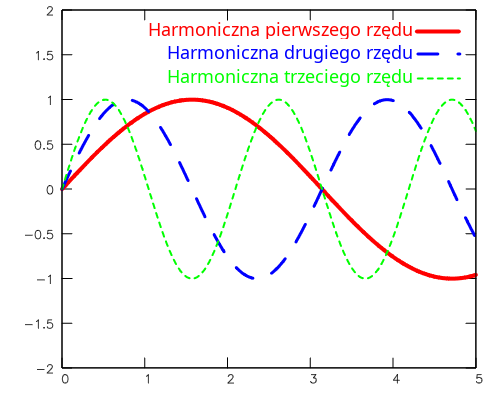 Harmoniczna pierwszego rzędu
Harmoniczna drugiego rzędu
Harmoniczna trzeciego rzędu
2
1.5
1
0.5
0
−0.5
−1
−1.5
−2
0 1 2 3 4 5